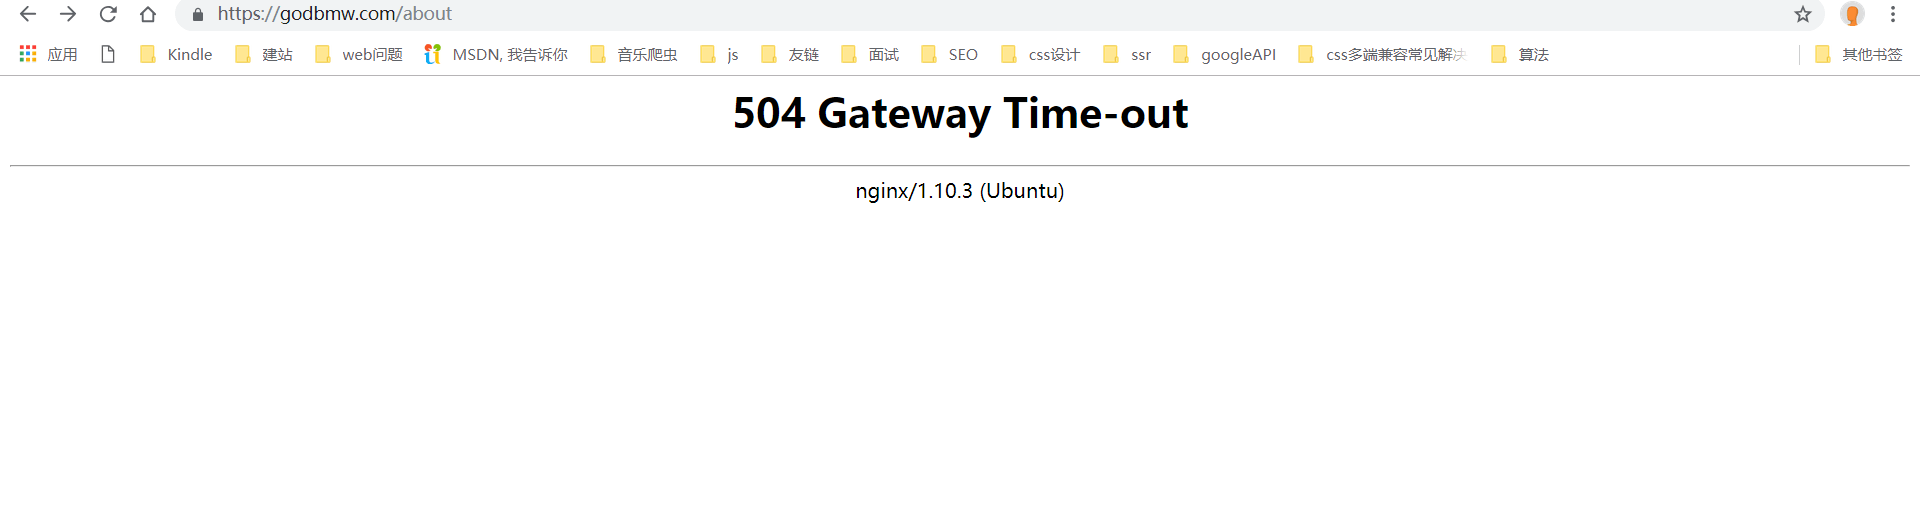 https://godbmw.com/about
应用 Kindle 建站 web问题 MSDN, 我告诉你 音乐爬虫 js 友链 面试 SEO css设计 ssr googleAPI css多端兼容常见解决 算法 其他书签
504 Gateway Time-out
nginx/1.10.3 (Ubuntu)